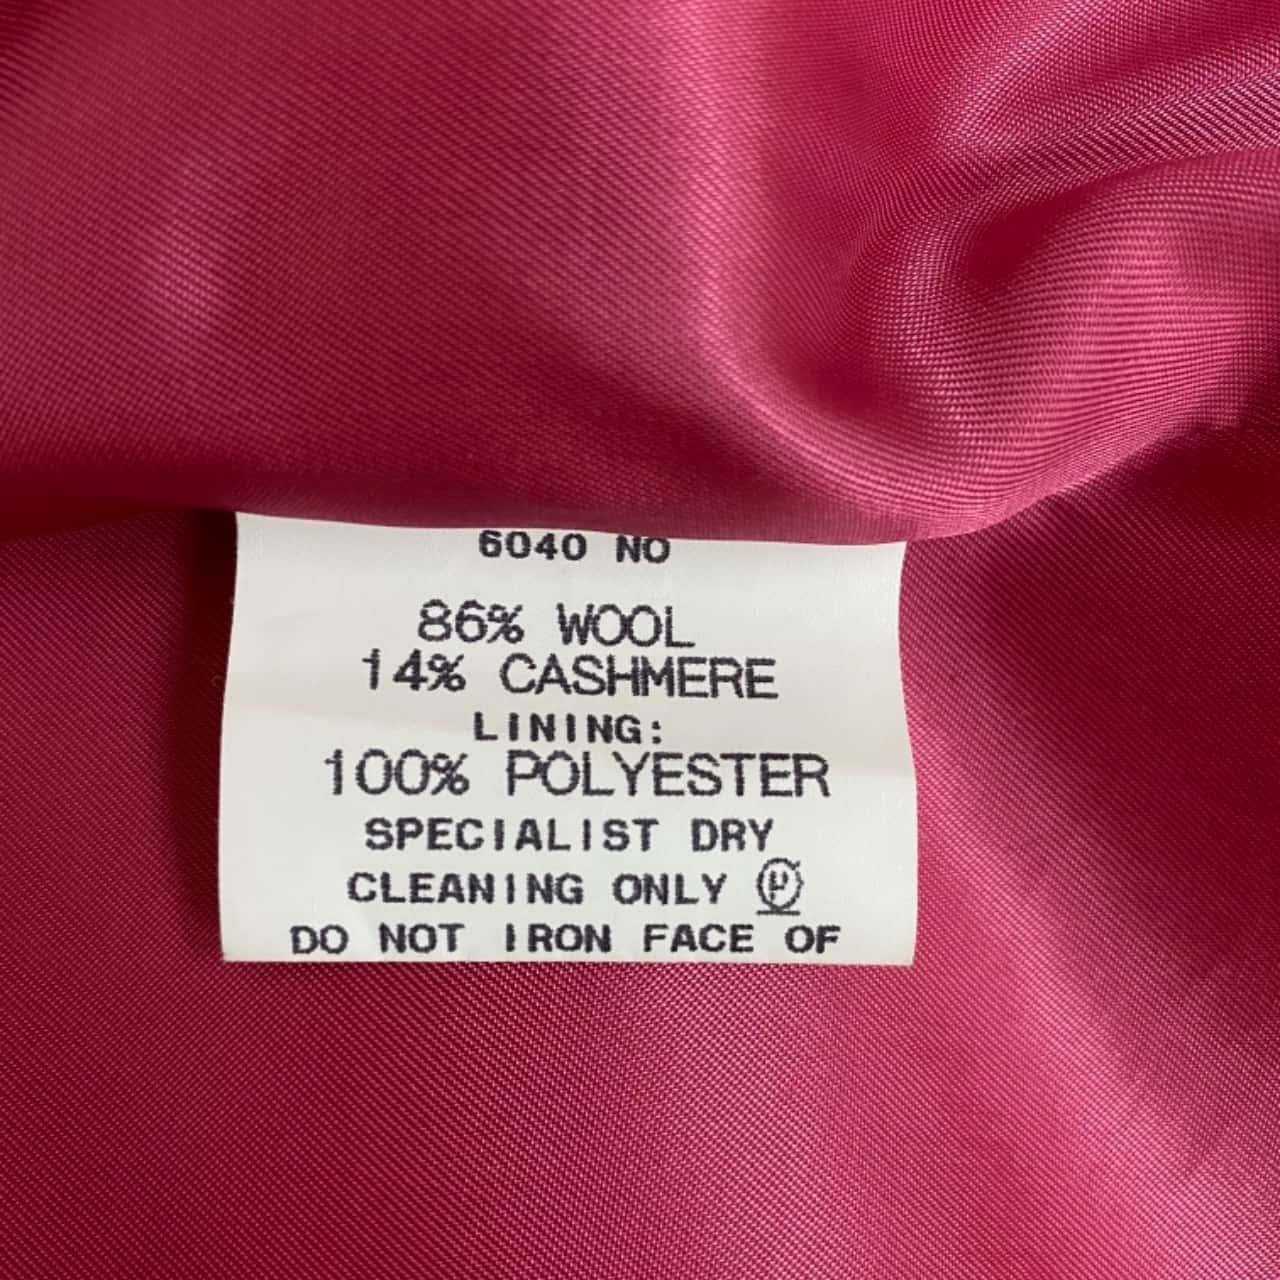 6040 NO
86% WOOL
14% CASHMERE
LINING:
100% POLYESTER
SPECIALIST DRY
CLEANING ONLY Ⓟ
DO NOT IRON FACE OF